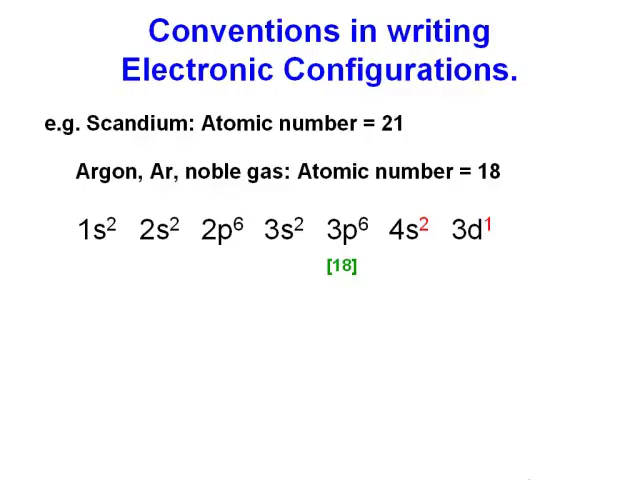 Conventions in writing
Electronic Configurations.
e.g. Scandium: Atomic number = 21
Argon, Ar, noble gas: Atomic number = 18
1s² 2s² 2p⁶ 3s² 3p⁶ 4s² 3d¹
[18]